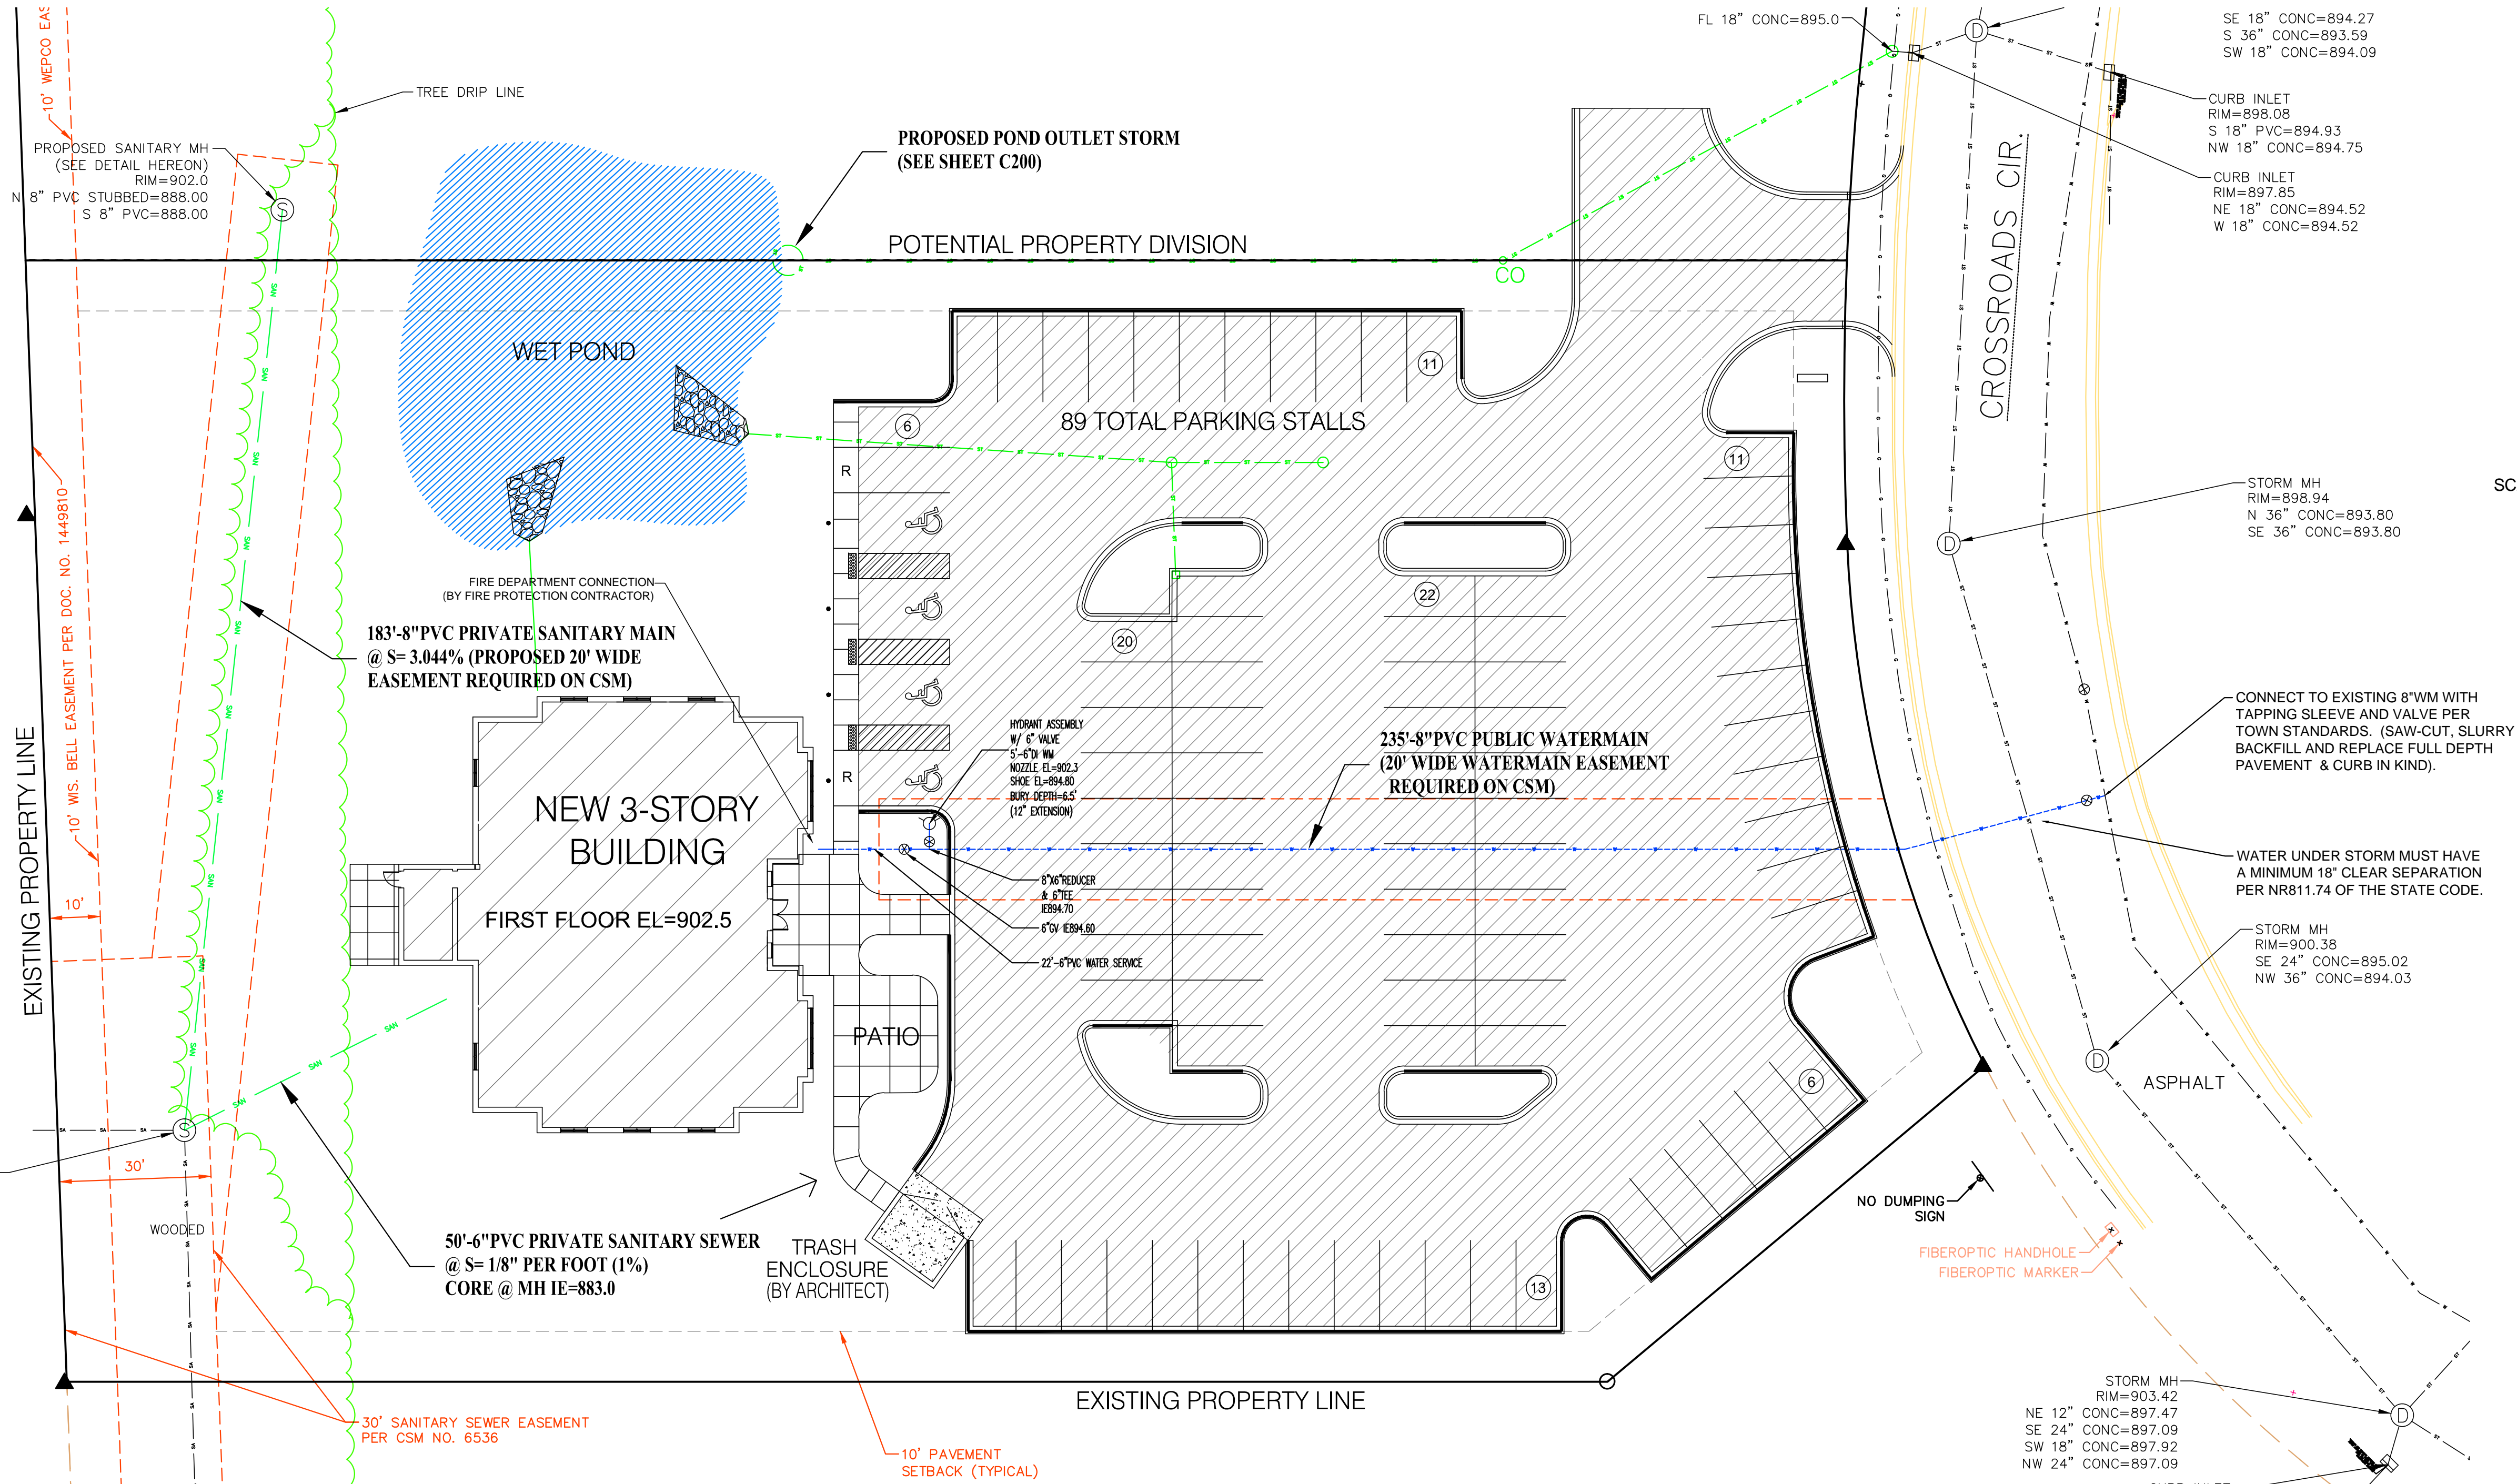 10' WEPCO EAS
TREE DRIP LINE
PROPOSED SANITARY MH
(SEE DETAIL HEREON)
RIM=902.0
N 8" PVC STUBBED=888.00
S 8" PVC=888.00
S
PROPOSED POND OUTLET STORM
(SEE SHEET C200)
POTENTIAL PROPERTY DIVISION
CO
FL 18" CONC=895.0
D
SE 18" CONC=894.27
S 36" CONC=893.59
SW 18" CONC=894.09
CURB INLET
RIM=898.08
S 18" PVC=894.93
NW 18" CONC=894.75
CURB INLET
RIM=897.85
NE 18" CONC=894.52
W 18" CONC=894.52
CROSSROADS CIR.
WET POND
11
89 TOTAL PARKING STALLS
6
R
11
STORM MH
RIM=898.94
N 36" CONC=893.80
SE 36" CONC=893.80
SC
D
10' WIS. BELL EASEMENT PER DOC. NO. 1449810
FIRE DEPARTMENT CONNECTION
(BY FIRE PROTECTION CONTRACTOR)
22
20
183'-8"PVC PRIVATE SANITARY MAIN
@ S= 3.044% (PROPOSED 20' WIDE
EASEMENT REQUIRED ON CSM)
EXISTING PROPERTY LINE
HYDRANT ASSEMBLY
W/ 6" VALVE
5'-6"DI WM
NOZZLE EL=902.3
SHOE EL=894.80
BURY DEPTH=6.5'
(12" EXTENSION)
R
235'-8"PVC PUBLIC WATERMAIN
(20' WIDE WATERMAIN EASEMENT
REQUIRED ON CSM)
CONNECT TO EXISTING 8"WM WITH
TAPPING SLEEVE AND VALVE PER
TOWN STANDARDS. (SAW-CUT, SLURRY
BACKFILL AND REPLACE FULL DEPTH
PAVEMENT & CURB IN KIND).
NEW 3-STORY
BUILDING
FIRST FLOOR EL=902.5
8"X6"REDUCER
& 6"TEE
IE894.70
6"GV IE894.60
22'-6"PVC WATER SERVICE
WATER UNDER STORM MUST HAVE
A MINIMUM 18" CLEAR SEPARATION
PER NR811.74 OF THE STATE CODE.
10'
STORM MH
RIM=900.38
SE 24" CONC=895.02
NW 36" CONC=894.03
PATIO
D
ASPHALT
6
SAN
SAN
SAN
SA SA SA
S
30'
WOODED
50'-6"PVC PRIVATE SANITARY SEWER
@ S= 1/8" PER FOOT (1%)
CORE @ MH IE=883.0
TRASH
ENCLOSURE
(BY ARCHITECT)
13
NO DUMPING
SIGN
FIBEROPTIC HANDHOLE
FIBEROPTIC MARKER
EXISTING PROPERTY LINE
30' SANITARY SEWER EASEMENT
PER CSM NO. 6536
10' PAVEMENT
SETBACK (TYPICAL)
STORM MH
RIM=903.42
NE 12" CONC=897.47
SE 24" CONC=897.09
SW 18" CONC=897.92
NW 24" CONC=897.09
D